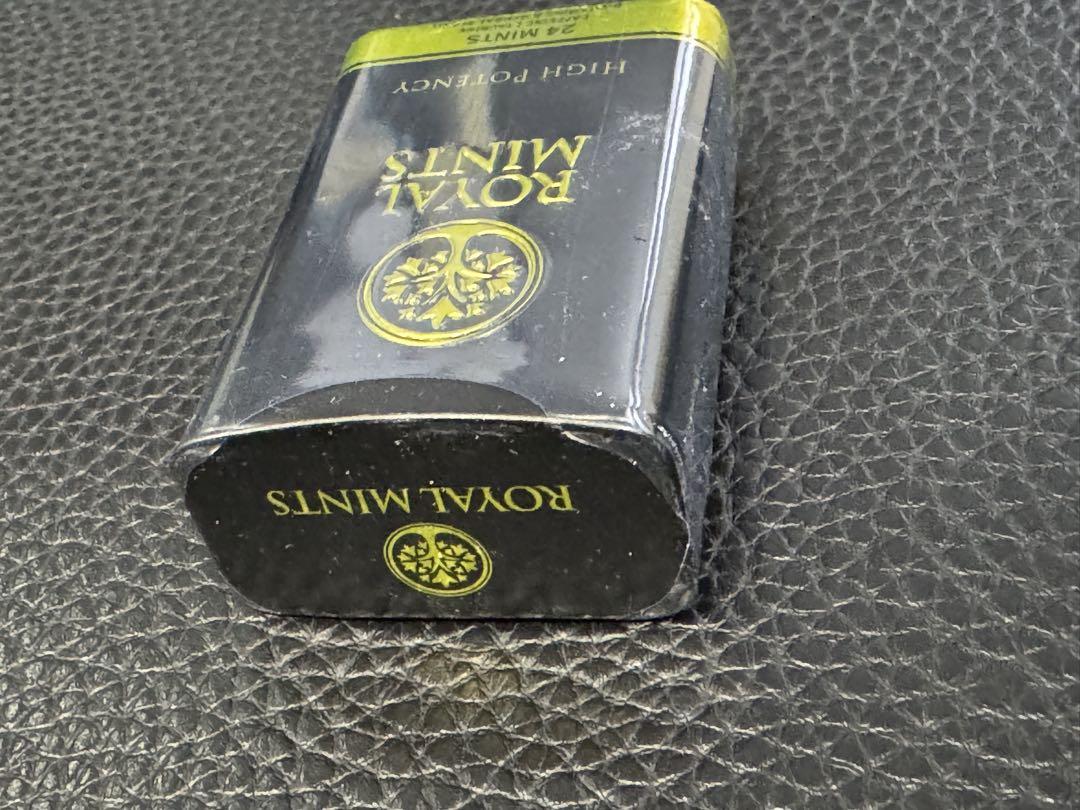 ROYAL MINTS
ROYAL
MINTS
HIGH POTENCY
24 MINTS